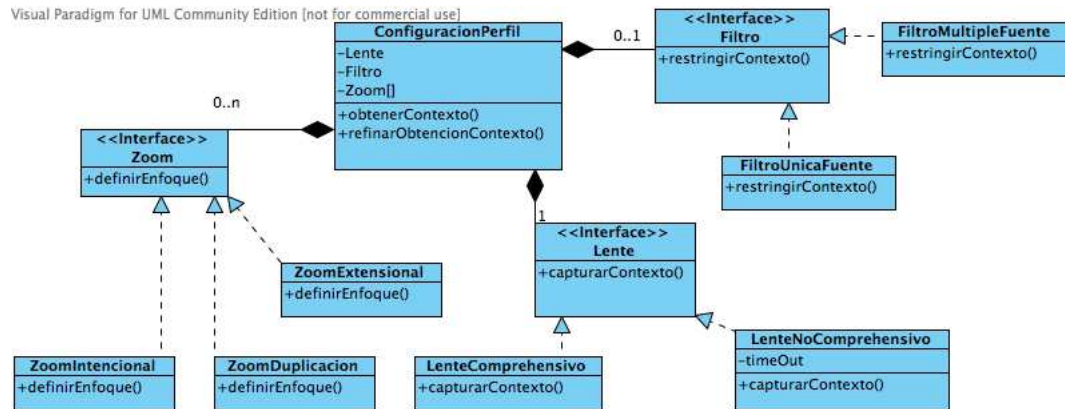 Visual Paradigm for UML Community Edition [not for commercial use]
ConfiguracionPerfil
-Lente
-Filtro
-Zoom[]
+obtenerContexto()
+refinarObtencionContexto()
0..1
<<Interface>>
Filtro
+restringirContexto()
FiltroMultipleFuente
+restringirContexto()
FiltroUnicaFuente
+restringirContexto()
0..n
<<Interface>>
Zoom
+definirEnfoque()
ZoomExtensional
+definirEnfoque()
ZoomIntencional
+definirEnfoque()
ZoomDuplicacion
+definirEnfoque()
1
<<Interface>>
Lente
+capturarContexto()
LenteComprehensivo
+capturarContexto()
LenteNoComprehensivo
-timeOut
+capturarContexto()